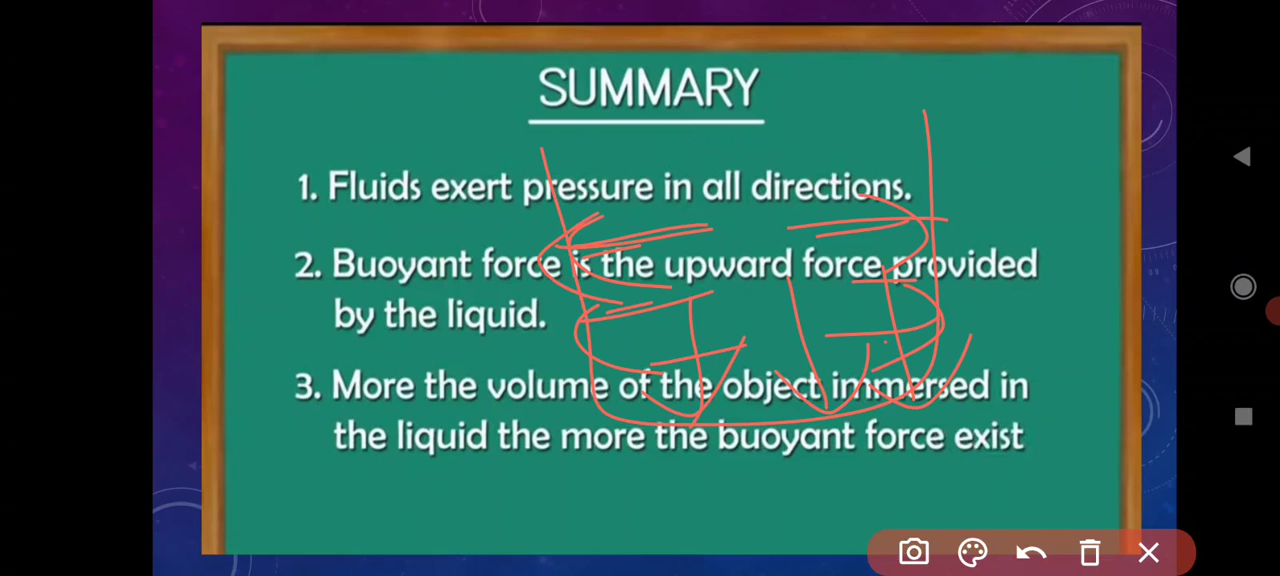 SUMMARY
1. Fluids exert pressure in all directions.
2. Buoyant force is the upward force provided
by the liquid.
3. More the volume of the object immersed in
the liquid the more the buoyant force exist